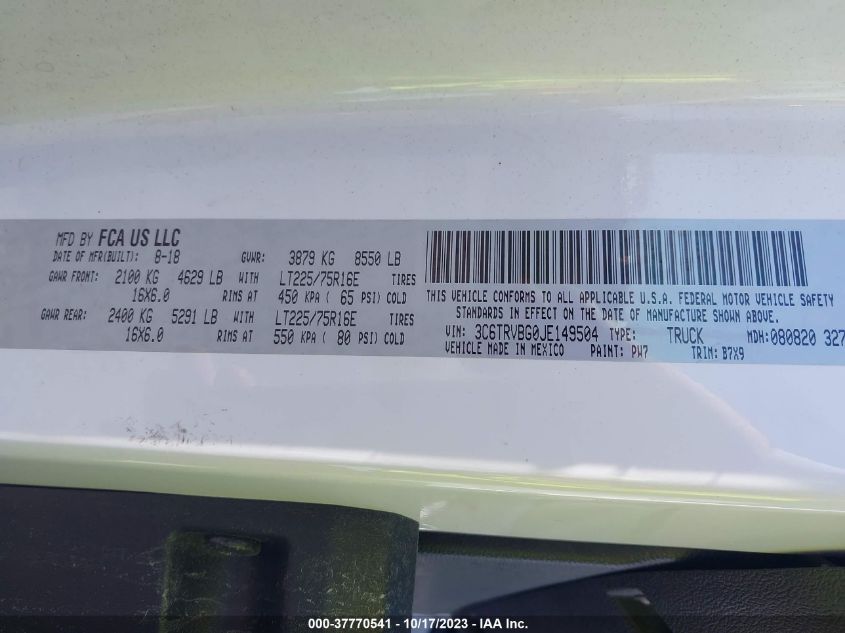 MFD BY FCA US LLC
DATE OF MFR(BUILT): 8-18 GVWR: 3879 KG 8550 LB
GAWR FRONT: 2100 KG 4629 LB WITH LT225/75R16E TIRES
16X6.0 RIMS AT 450 KPA ( 65 PSI) COLD
GAWR REAR: 2400 KG 5291 LB WITH LT225/75R16E TIRES
16X6.0 RIMS AT 550 KPA ( 80 PSI) COLD
THIS VEHICLE CONFORMS TO ALL APPLICABLE U.S.A. FEDERAL MOTOR VEHICLE SAFETY
STANDARDS IN EFFECT ON THE DATE OF MANUFACTURE SHOWN ABOVE.
VIN: 3C6TRVBG0JE149504 TYPE: TRUCK MDH:080820 327
VEHICLE MADE IN MEXICO PAINT: PW7 TRIM: B7X9
000-37770541 - 10/17/2023 - IAA Inc.